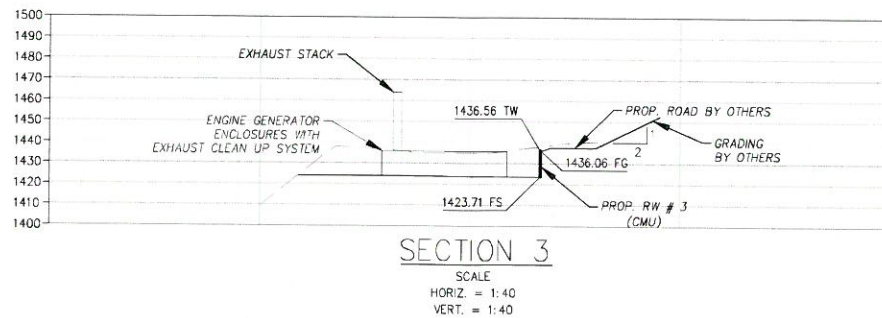 1500
1490
1480
1470
1460
1450
1440
1430
1420
1410
1400
EXHAUST STACK
ENGINE GENERATOR
ENCLOSURES WITH
EXHAUST CLEAN UP SYSTEM
1436.56 TW
PROP. ROAD BY OTHERS
1
2
GRADING
BY OTHERS
1436.06 FG
1423.71 FS
PROP. RW # 3
(CMU)
SECTION 3
SCALE
HORIZ. = 1:40
VERT. = 1:40